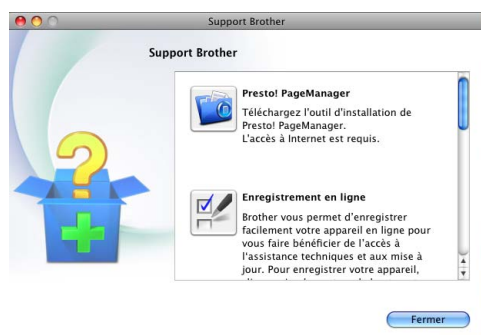 Support Brother
Support Brother
Presto! PageManager
Téléchargez l'outil d'installation de
Presto! PageManager.
L'accès à Internet est requis.
Enregistrement en ligne
Brother vous permet d'enregistrer
facilement votre appareil en ligne pour
vous faire bénéficier de l'accès à
l'assistance techniques et aux mise à
jour. Pour enregistrer votre appareil,
Fermer